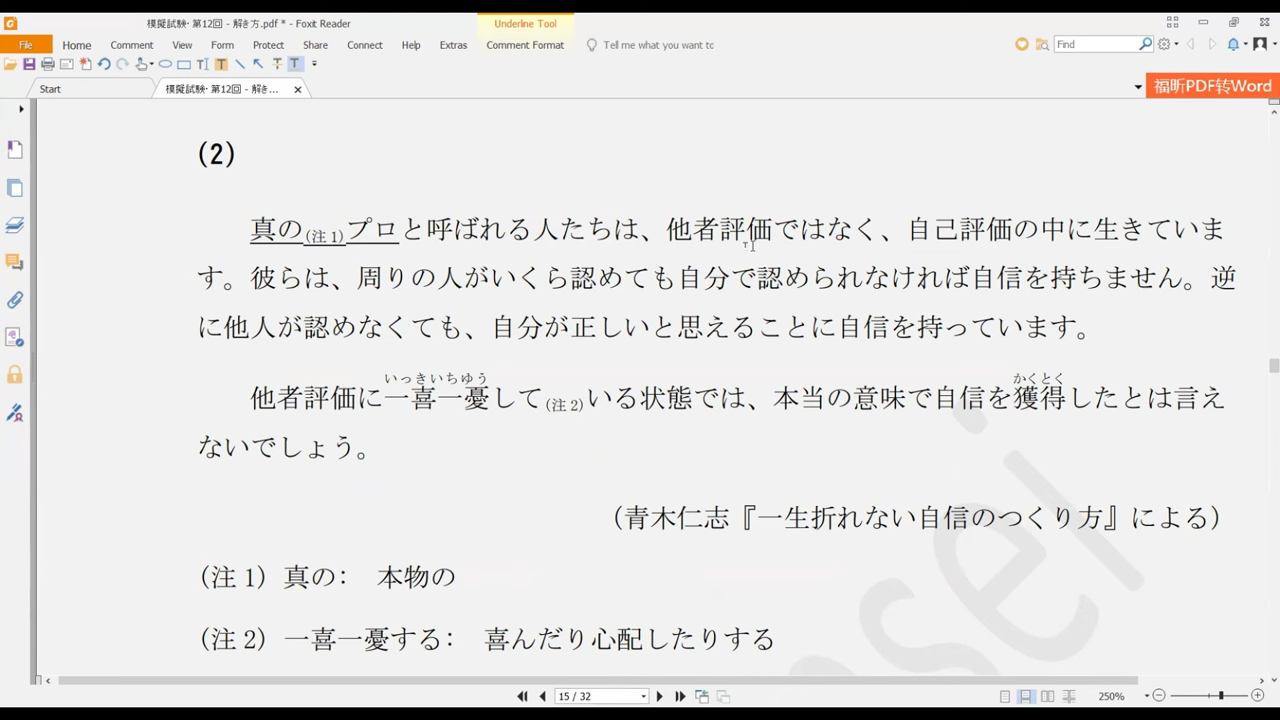 模擬試験· 第12回 - 解き方.pdf * - Foxit Reader
Underline Tool
File Home Comment View Form Protect Share Connect Help Extras Comment Format Tell me what you want tc Find
Start 模擬試験· 第12回 - 解き... 福昕PDF转Word
(2)
真の(注1)プロと呼ばれる人たちは、他者評価ではなく、自己評価の中に生きていま
す。彼らは、周りの人がいくら認めても自分で認められなければ自信を持ちません。逆
に他人が認めなくても、自分が正しいと思えることに自信を持っています。
いっきいちゆう かくとく
他者評価に一喜一憂して(注2)いる状態では、本当の意味で自信を獲得したとは言え
ないでしょう。
（青木仁志『一生折れない自信のつくり方』による）
（注1）真の： 本物の
（注2）一喜一憂する： 喜んだり心配したりする
15 / 32 250%